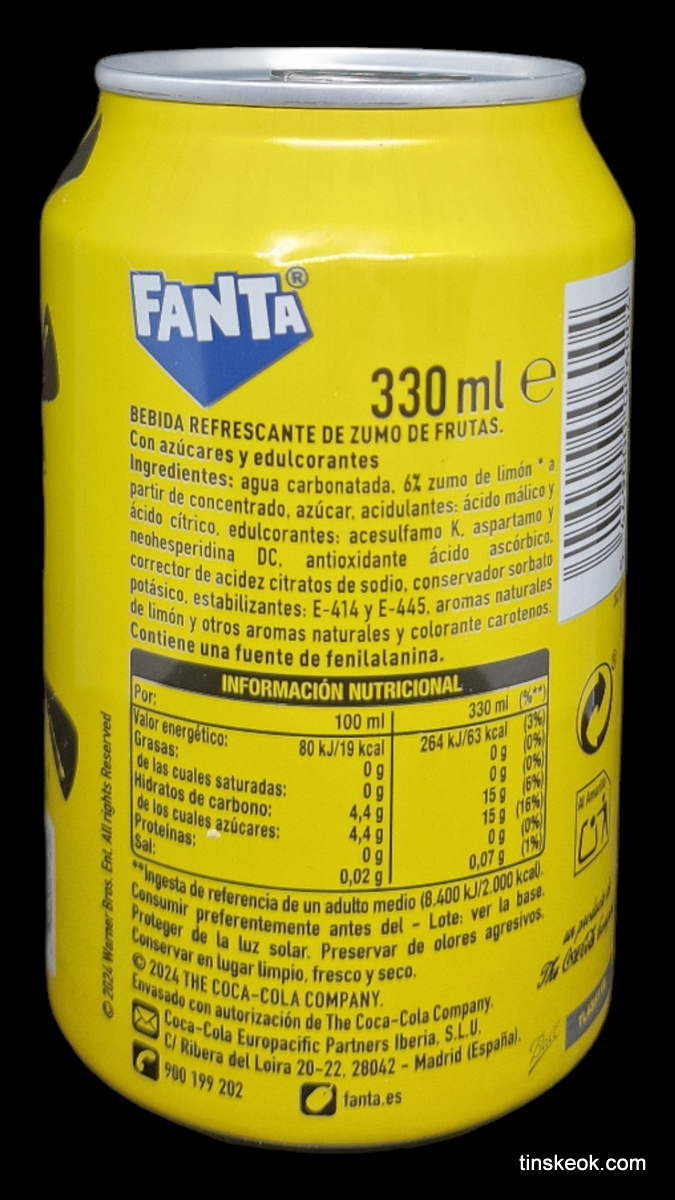 FANTA®
330 ml ℮
BEBIDA REFRESCANTE DE ZUMO DE FRUTAS.
Con azúcares y edulcorantes
Ingredientes: agua carbonatada, 6% zumo de limón * a
partir de concentrado, azúcar, acidulantes: ácido málico y
ácido cítrico, edulcorantes: acesulfamo K, aspartamo y
neohesperidina DC, antioxidante ácido ascórbico,
corrector de acidez citratos de sodio, conservador sorbato
potásico, estabilizantes: E-414 y E-445, aromas naturales
de limón y otros aromas naturales y colorante carotenos.
Contiene una fuente de fenilalanina.
INFORMACIÓN NUTRICIONAL
Por: 100 ml 330 ml (%**)
Valor energético: 80 kJ/19 kcal 264 kJ/63 kcal (3%)
Grasas: 0 g 0 g (0%)
de las cuales saturadas: 0 g 0 g (0%)
Hidratos de carbono: 4,4 g 15 g (6%)
de los cuales azúcares: 4,4 g 15 g (16%)
Proteínas: 0 g 0 g (0%)
Sal: 0,02 g 0,07 g (1%)
**Ingesta de referencia de un adulto medio (8.400 kJ/2.000 kcal).
Consumir preferentemente antes del - Lote: ver la base.
Proteger de la luz solar. Preservar de olores agresivos.
Conservar en lugar limpio, fresco y seco.
© 2024 THE COCA-COLA COMPANY.
Envasado con autorización de The Coca-Cola Company.
Coca-Cola Europacific Partners Iberia, S.L.U.
C/ Ribera del Loira 20-22, 28042 - Madrid (España).
900 199 202
fanta.es
© 2024 Warner Bros. Ent. All rights Reserved
Al Amarillo
un producto de
The Coca-Cola
tinskeok.com